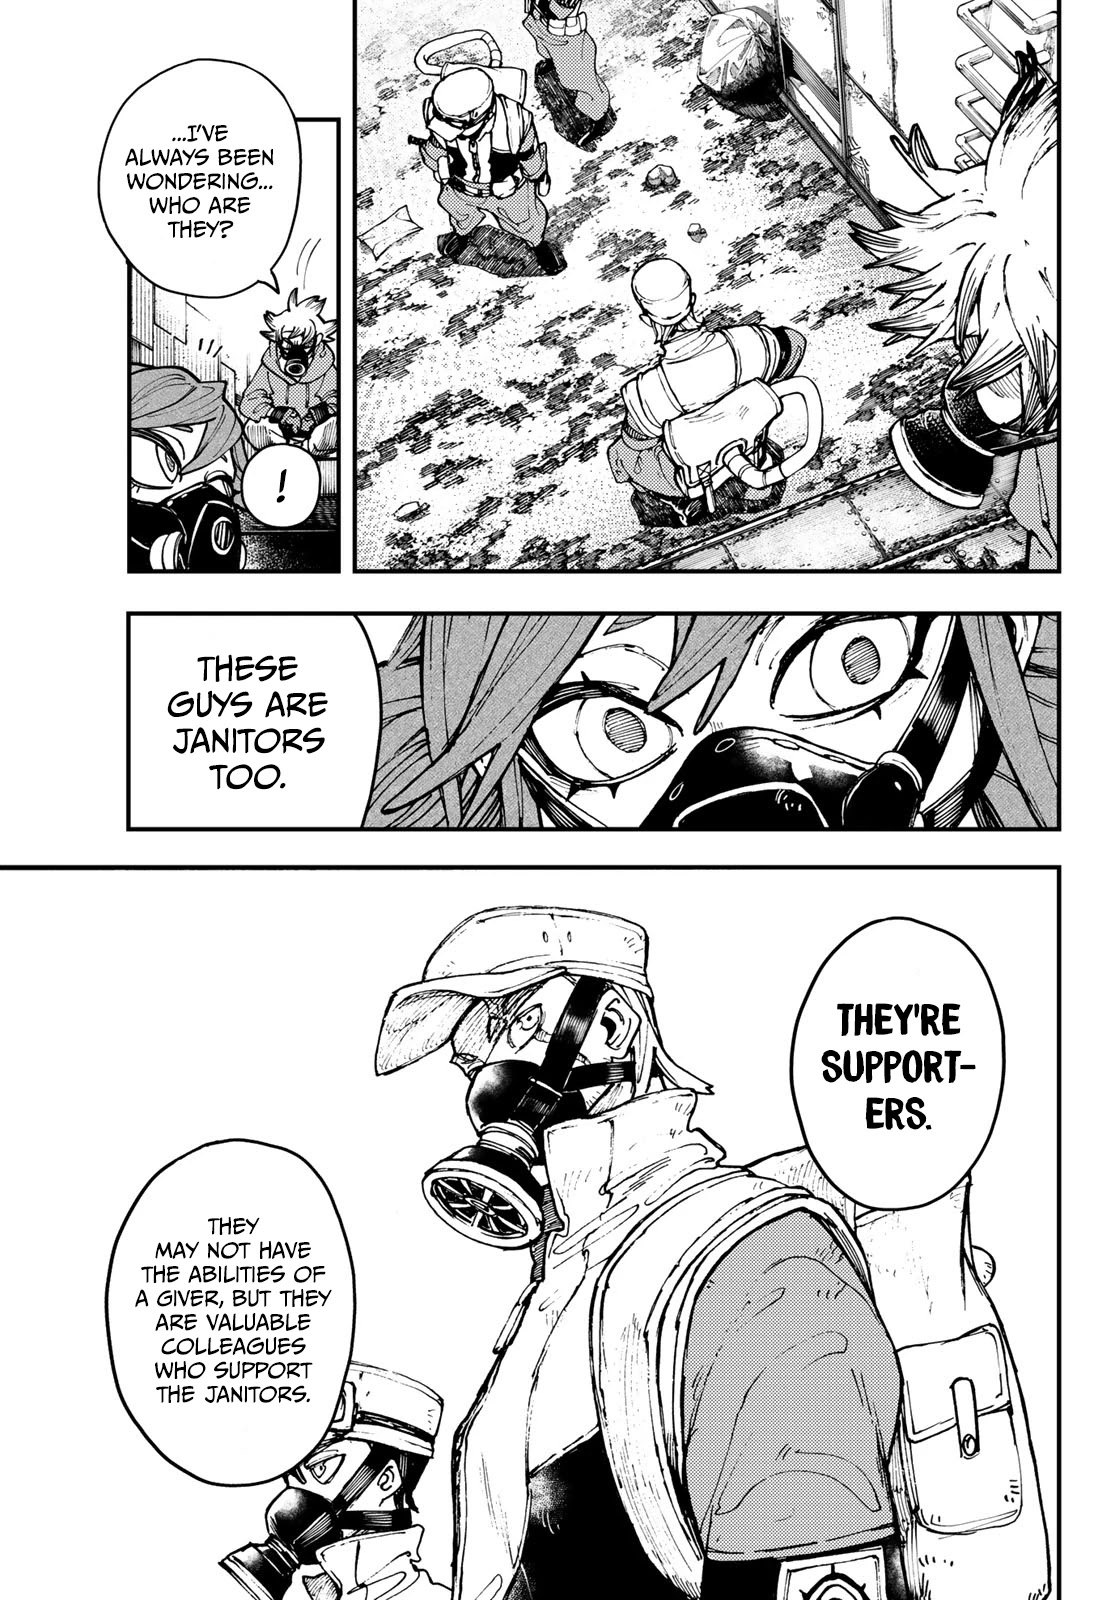 ...I'VE
ALWAYS BEEN
WONDERING...
WHO ARE
THEY?
!
THESE
GUYS ARE
JANITORS
TOO.
THEY'RE
SUPPORT-
ERS.
THEY
MAY NOT HAVE
THE ABILITIES OF
A GIVER, BUT THEY
ARE VALUABLE
COLLEAGUES
WHO SUPPORT
THE JANITORS.